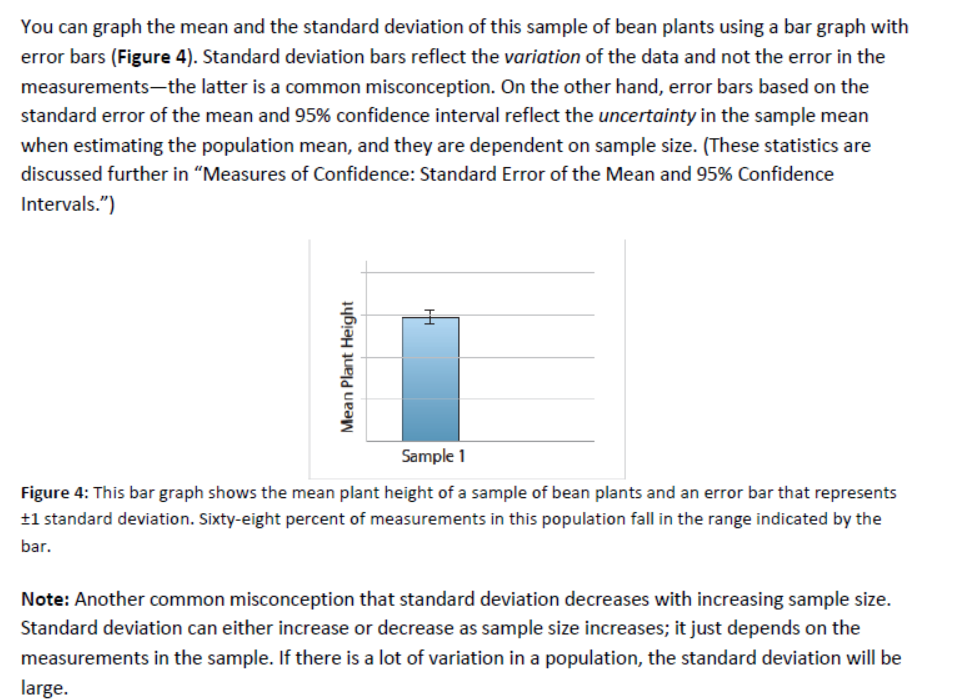 You can graph the mean and the standard deviation of this sample of bean plants using a bar graph with
error bars (Figure 4). Standard deviation bars reflect the variation of the data and not the error in the
measurements—the latter is a common misconception. On the other hand, error bars based on the
standard error of the mean and 95% confidence interval reflect the uncertainty in the sample mean
when estimating the population mean, and they are dependent on sample size. (These statistics are
discussed further in “Measures of Confidence: Standard Error of the Mean and 95% Confidence
Intervals.”)
Mean Plant Height
Sample 1
Figure 4: This bar graph shows the mean plant height of a sample of bean plants and an error bar that represents
±1 standard deviation. Sixty-eight percent of measurements in this population fall in the range indicated by the
bar.
Note: Another common misconception that standard deviation decreases with increasing sample size.
Standard deviation can either increase or decrease as sample size increases; it just depends on the
measurements in the sample. If there is a lot of variation in a population, the standard deviation will be
large.